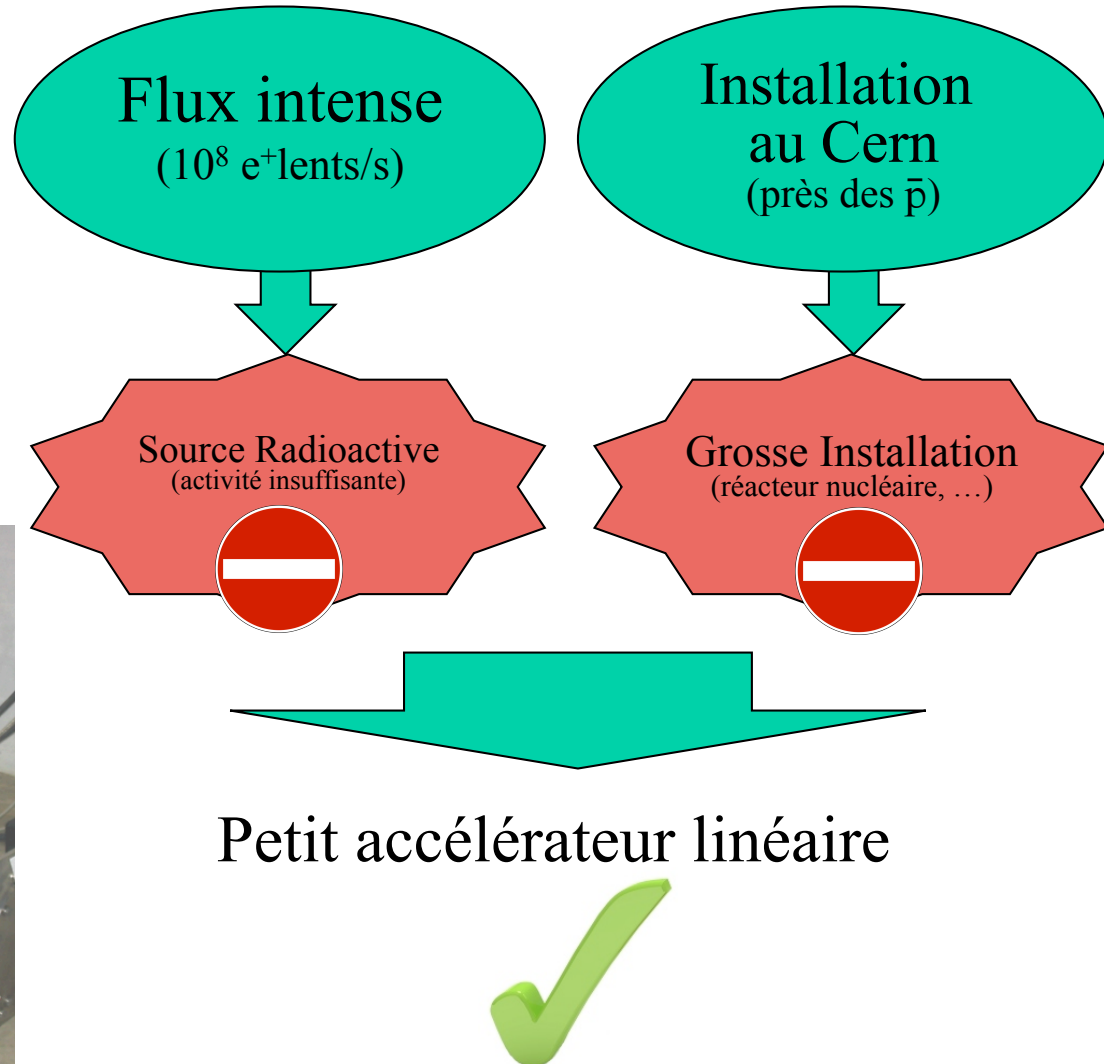 Flux intense
(10⁸ e⁺lents/s)
Installation
au Cern
(près des p̄)
Source Radioactive
(activité insuffisante)
Grosse Installation
(réacteur nucléaire, …)
Petit accélérateur linéaire